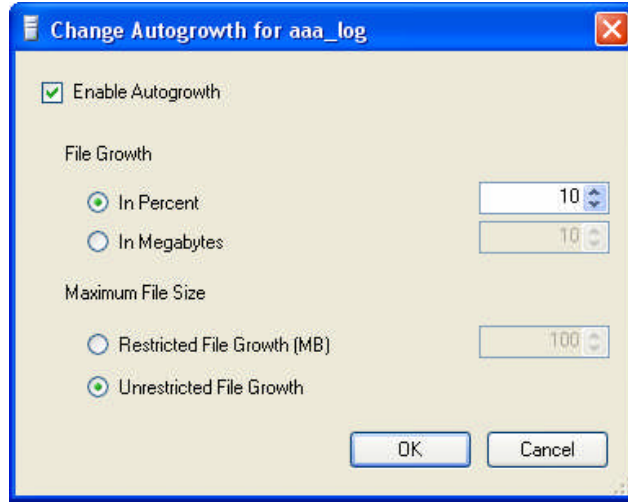 Change Autogrowth for aaa_log
Enable Autogrowth
File Growth
In Percent 10
In Megabytes 10
Maximum File Size
Restricted File Growth (MB) 100
Unrestricted File Growth
OK Cancel